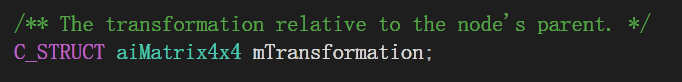 /** The transformation relative to the node's parent. */
C_STRUCT aiMatrix4x4 mTransformation;